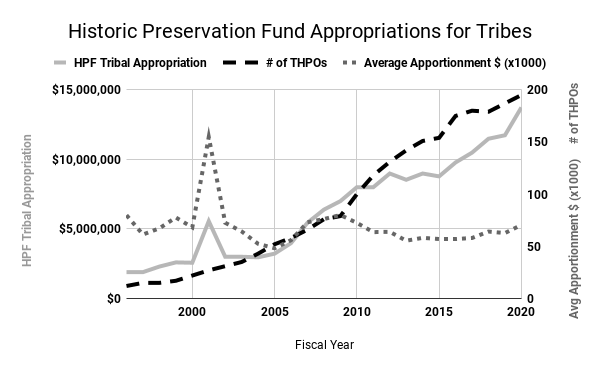 Historic Preservation Fund Appropriations for Tribes
HPF Tribal Appropriation # of THPOs Average Apportionment $ (x1000)
$15,000,000
$10,000,000
$5,000,000
$0
HPF Tribal Appropriation
200
150
100
50
0
Avg Apportionment $ (x1000) # of THPOs
2000 2005 2010 2015 2020
Fiscal Year